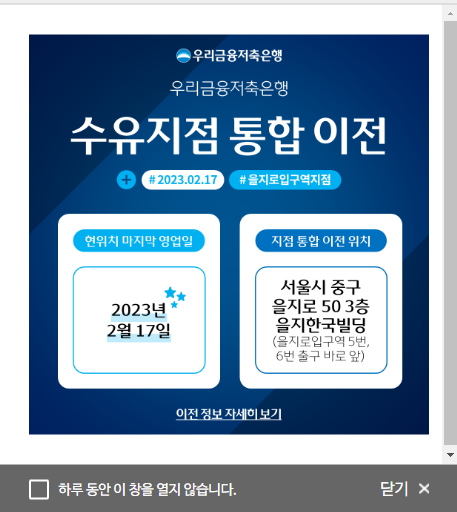 우리금융저축은행
우리금융저축은행
수유지점 통합 이전
+ #2023.02.17 #을지로입구역지점
현위치 마지막 영업일
2023년
2월 17일
지점 통합 이전 위치
서울시 중구
을지로 50 3층
을지한국빌딩
(을지로입구역 5번,
6번 출구 바로 앞)
이전 정보 자세히 보기
하루 동안 이 창을 열지 않습니다.
닫기 ×